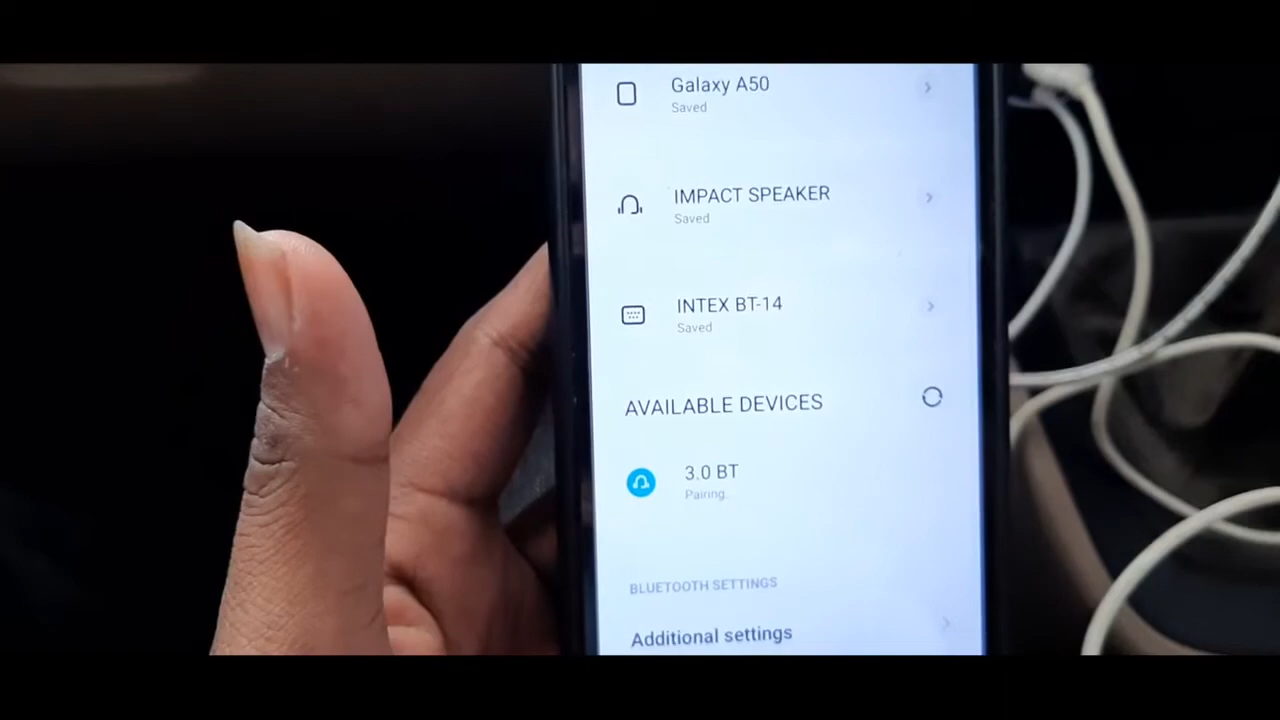 Galaxy A50
Saved
IMPACT SPEAKER
Saved
INTEX BT-14
Saved
AVAILABLE DEVICES
3.0 BT
Pairing..
BLUETOOTH SETTINGS
Additional settings